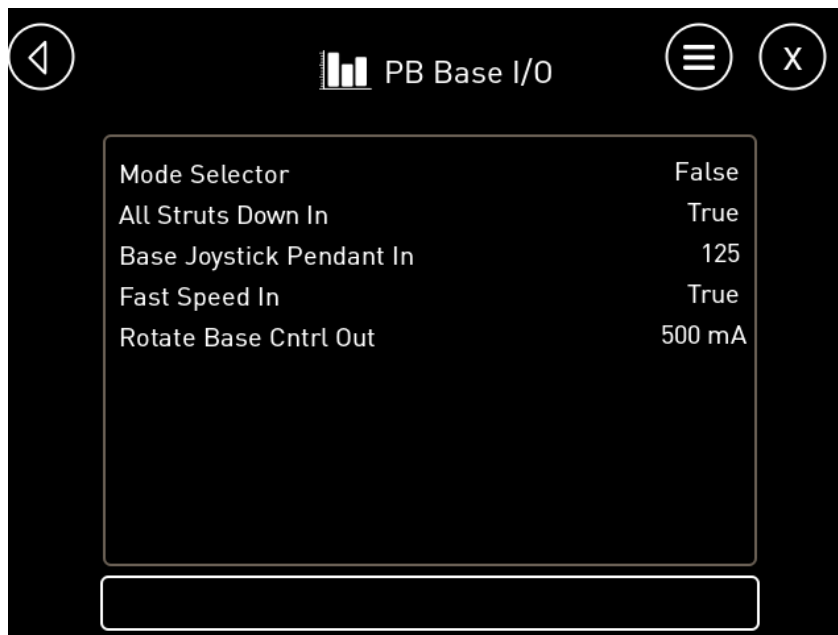 PB Base I/O
X
Mode Selector False
All Struts Down In True
Base Joystick Pendant In 125
Fast Speed In True
Rotate Base Cntrl Out 500 mA